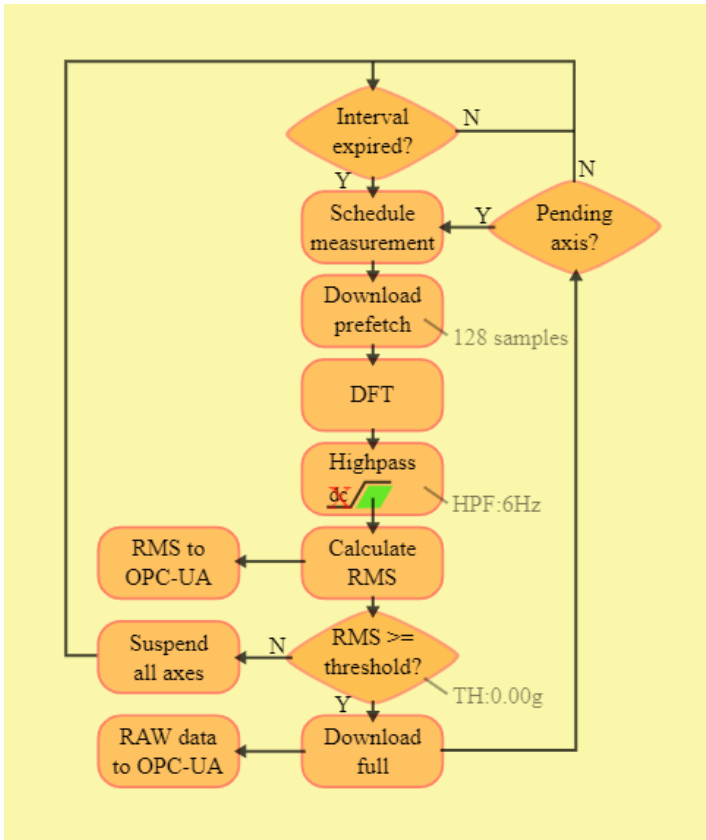 Interval
expired?
N
Y
N
Schedule
measurement
Y
Pending
axis?
Download
prefetch
128 samples
DFT
Highpass
dc
HPF:6Hz
RMS to
OPC-UA
Calculate
RMS
Suspend
all axes
N
RMS >=
threshold?
TH:0.00g
Y
RAW data
to OPC-UA
Download
full